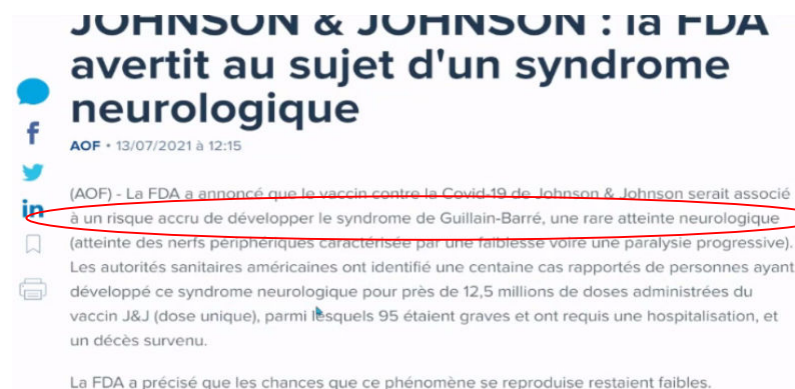 JOHNSON & JOHNSON : la FDA
avertit au sujet d'un syndrome
neurologique
f
AOF • 13/07/2021 à 12:15
in
(AOF) - La FDA a annoncé que le vaccin contre la Covid-19 de Johnson & Johnson serait associé
à un risque accru de développer le syndrome de Guillain-Barré, une rare atteinte neurologique
(atteinte des nerfs périphériques caractérisée par une faiblesse voire une paralysie progressive).
Les autorités sanitaires américaines ont identifié une centaine cas rapportés de personnes ayant
développé ce syndrome neurologique pour près de 12,5 millions de doses administrées du
vaccin J&J (dose unique), parmi lesquels 95 étaient graves et ont requis une hospitalisation, et
un décès survenu.
La FDA a précisé que les chances que ce phénomène se reproduise restaient faibles.